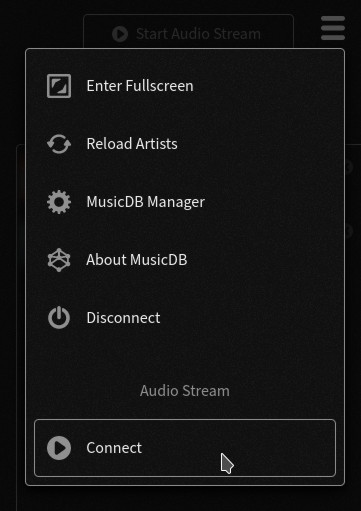 Start Audio Stream
Enter Fullscreen
Reload Artists
MusicDB Manager
About MusicDB
Disconnect
Audio Stream
Connect